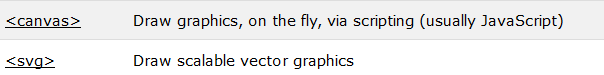 <canvas> Draw graphics, on the fly, via scripting (usually JavaScript)
<svg> Draw scalable vector graphics